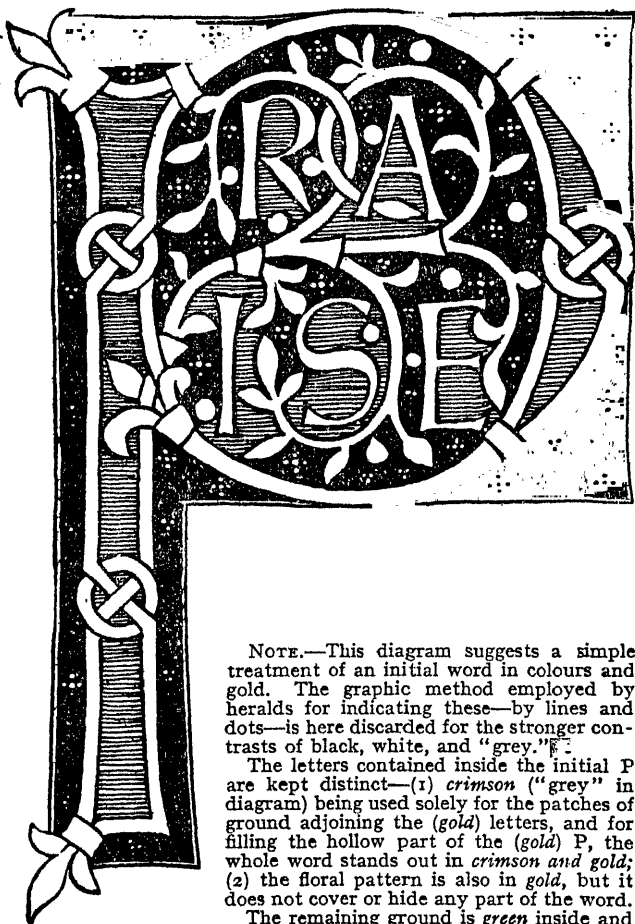 P
RA
ISE
NOTE.—This diagram suggests a simple
treatment of an initial word in colours and
gold. The graphic method employed by
heralds for indicating these—by lines and
dots—is here discarded for the stronger con-
trasts of black, white, and “grey.”
The letters contained inside the initial P
are kept distinct—(1) crimson (“grey” in
diagram) being used solely for the patches of
ground adjoining the (gold) letters, and for
filling the hollow part of the (gold) P, the
whole word stands out in crimson and gold;
(2) the floral pattern is also in gold, but it
does not cover or hide any part of the word.
The remaining ground is green inside and